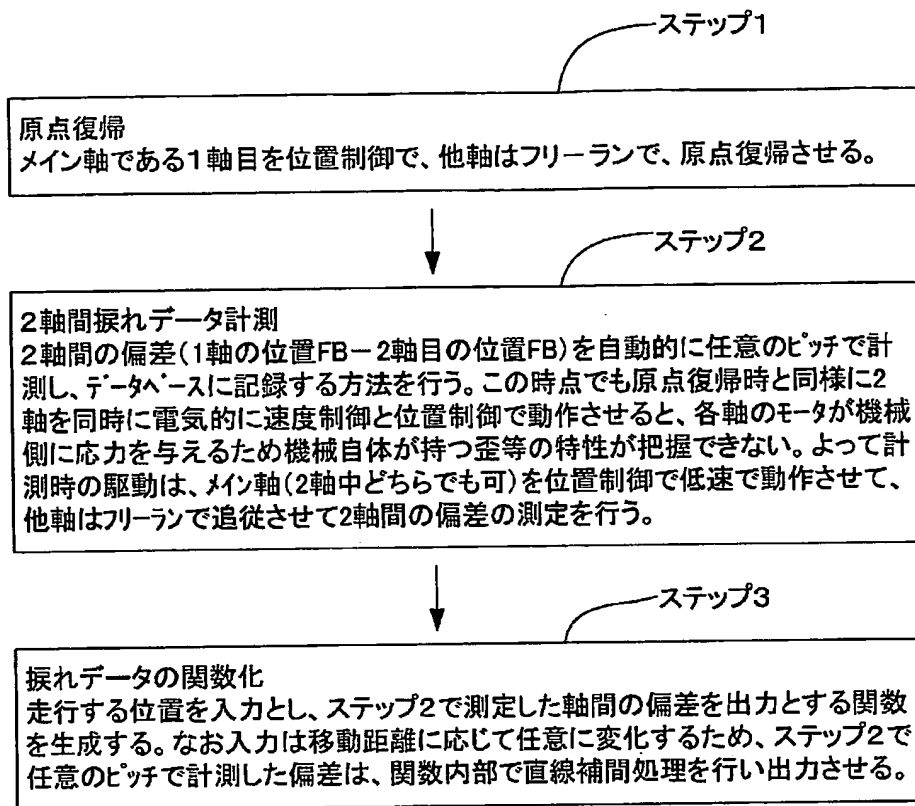 ステップ1
原点復帰
メイン軸である1軸目を位置制御で、他軸はフリーランで、原点復帰させる。
ステップ2
2軸間捩れデータ計測
2軸間の偏差(1軸の位置FB-2軸目の位置FB)を自動的に任意のピッチで計
測し、データベースに記録する方法を行う。この時点でも原点復帰時と同様に2
軸を同時に電気的に速度制御と位置制御で動作させると、各軸のモータが機械
側に応力を与えるため機械自体が持つ歪等の特性が把握できない。よって計
測時の駆動は、メイン軸(2軸中どちらでも可)を位置制御で低速で動作させて、
他軸はフリーランで追従させて2軸間の偏差の測定を行う。
ステップ3
捩れデータの関数化
走行する位置を入力とし、ステップ2で測定した軸間の偏差を出力とする関数
を生成する。なお入力は移動距離に応じて任意に変化するため、ステップ2で
任意のピッチで計測した偏差は、関数内部で直線補間処理を行い出力させる。